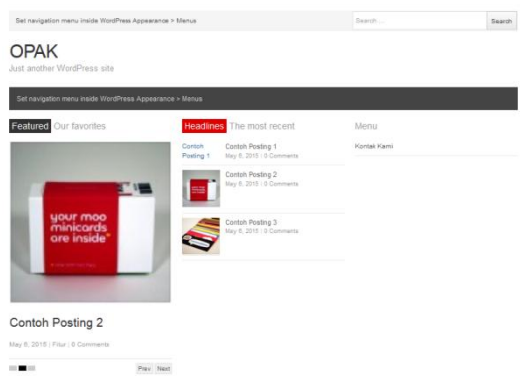 Set navigation menu inside WordPress Appearance > Menus
Search ...
Search
OPAK
Just another WordPress site
Set navigation menu inside WordPress Appearance > Menus
Featured Our favorites
your moo
minicards
are inside
Contoh Posting 2
May 6, 2015 | Fitur | 0 Comments
Prev Next
Headlines The most recent
Contoh
Posting 1
Contoh Posting 1
May 6, 2015 | 0 Comments
Contoh Posting 2
May 6, 2015 | 0 Comments
Contoh Posting 3
May 6, 2015 | 0 Comments
Menu
Kontak Kami